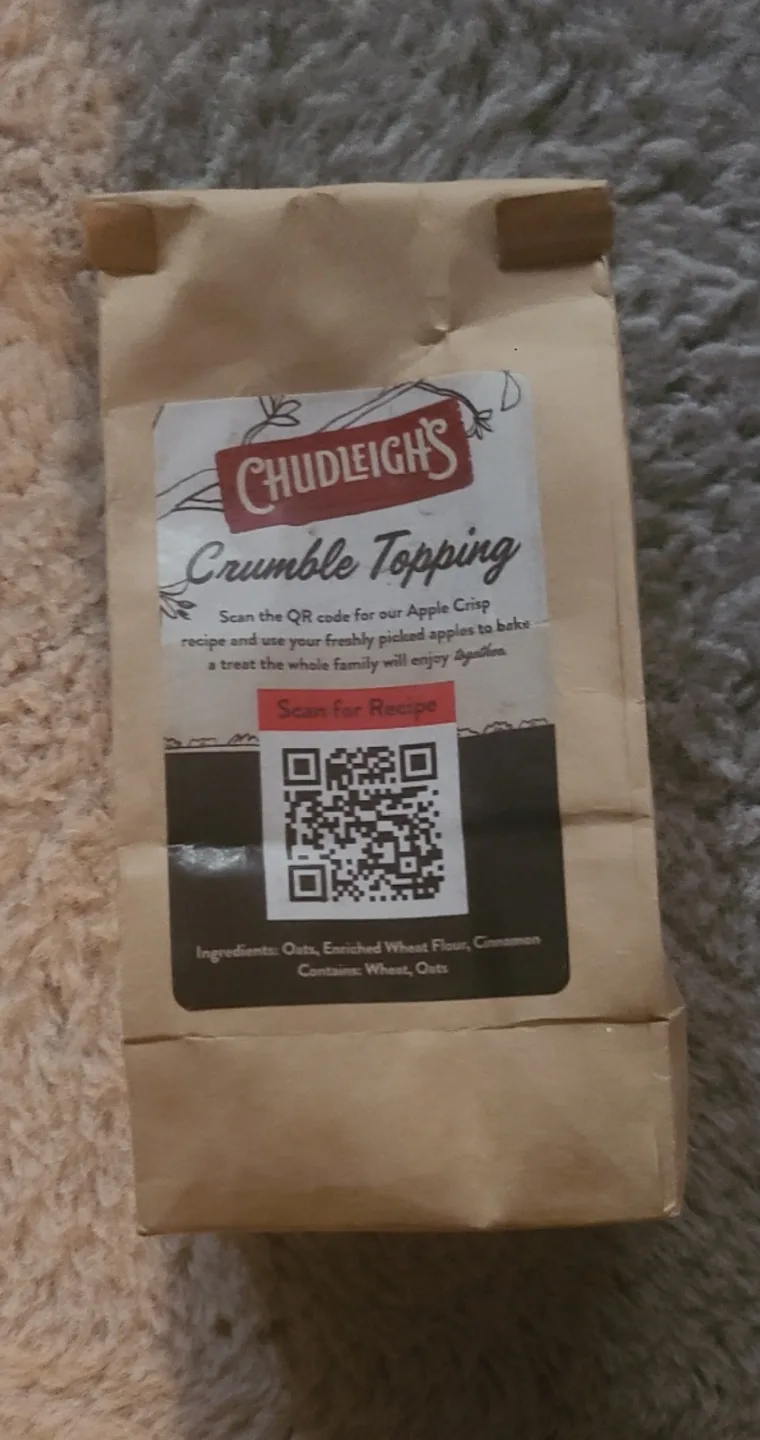 CHUDLEIGH'S
Crumble Topping
Scan the QR code for our Apple Crisp
recipe and use your freshly picked apples to bake
a treat the whole family will enjoy together.
Scan for Recipe
Ingredients: Oats, Enriched Wheat Flour, Cinnamon
Contains: Wheat, Oats